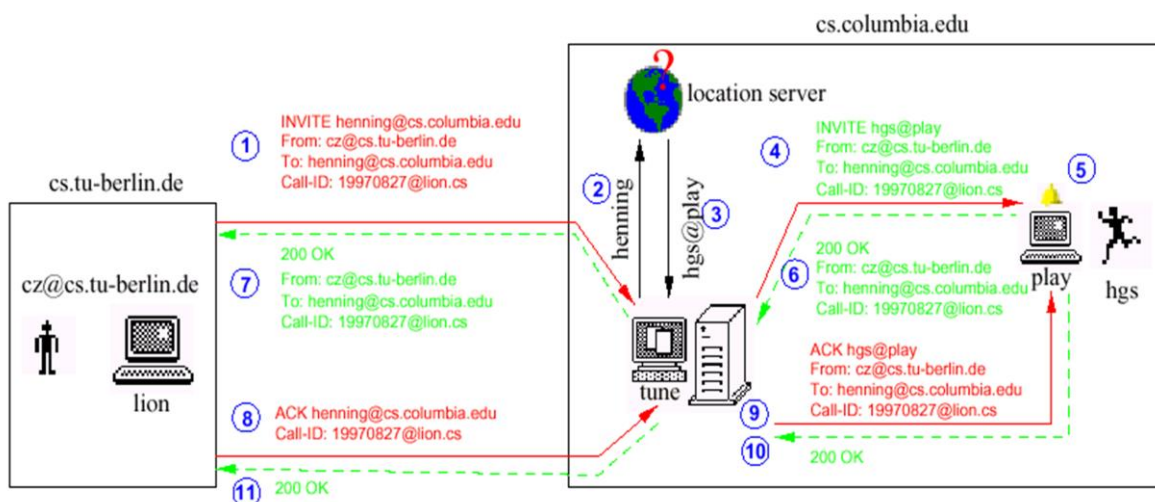 cs.columbia.edu
location server
1
INVITE henning@cs.columbia.edu
From: cz@cs.tu-berlin.de
To: henning@cs.columbia.edu
Call-ID: 19970827@lion.cs
2
henning
3
hgs@play
4
INVITE hgs@play
From: cz@cs.tu-berlin.de
To: henning@cs.columbia.edu
Call-ID: 19970827@lion.cs
5
cs.tu-berlin.de
cz@cs.tu-berlin.de
lion
7
200 OK
From: cz@cs.tu-berlin.de
To: henning@cs.columbia.edu
Call-ID: 19970827@lion.cs
6
200 OK
From: cz@cs.tu-berlin.de
To: henning@cs.columbia.edu
Call-ID: 19970827@lion.cs
play
hgs
tune
8
ACK henning@cs.columbia.edu
Call-ID: 19970827@lion.cs
9
ACK hgs@play
From: cz@cs.tu-berlin.de
To: henning@cs.columbia.edu
Call-ID: 19970827@lion.cs
10
200 OK
11
200 OK
?